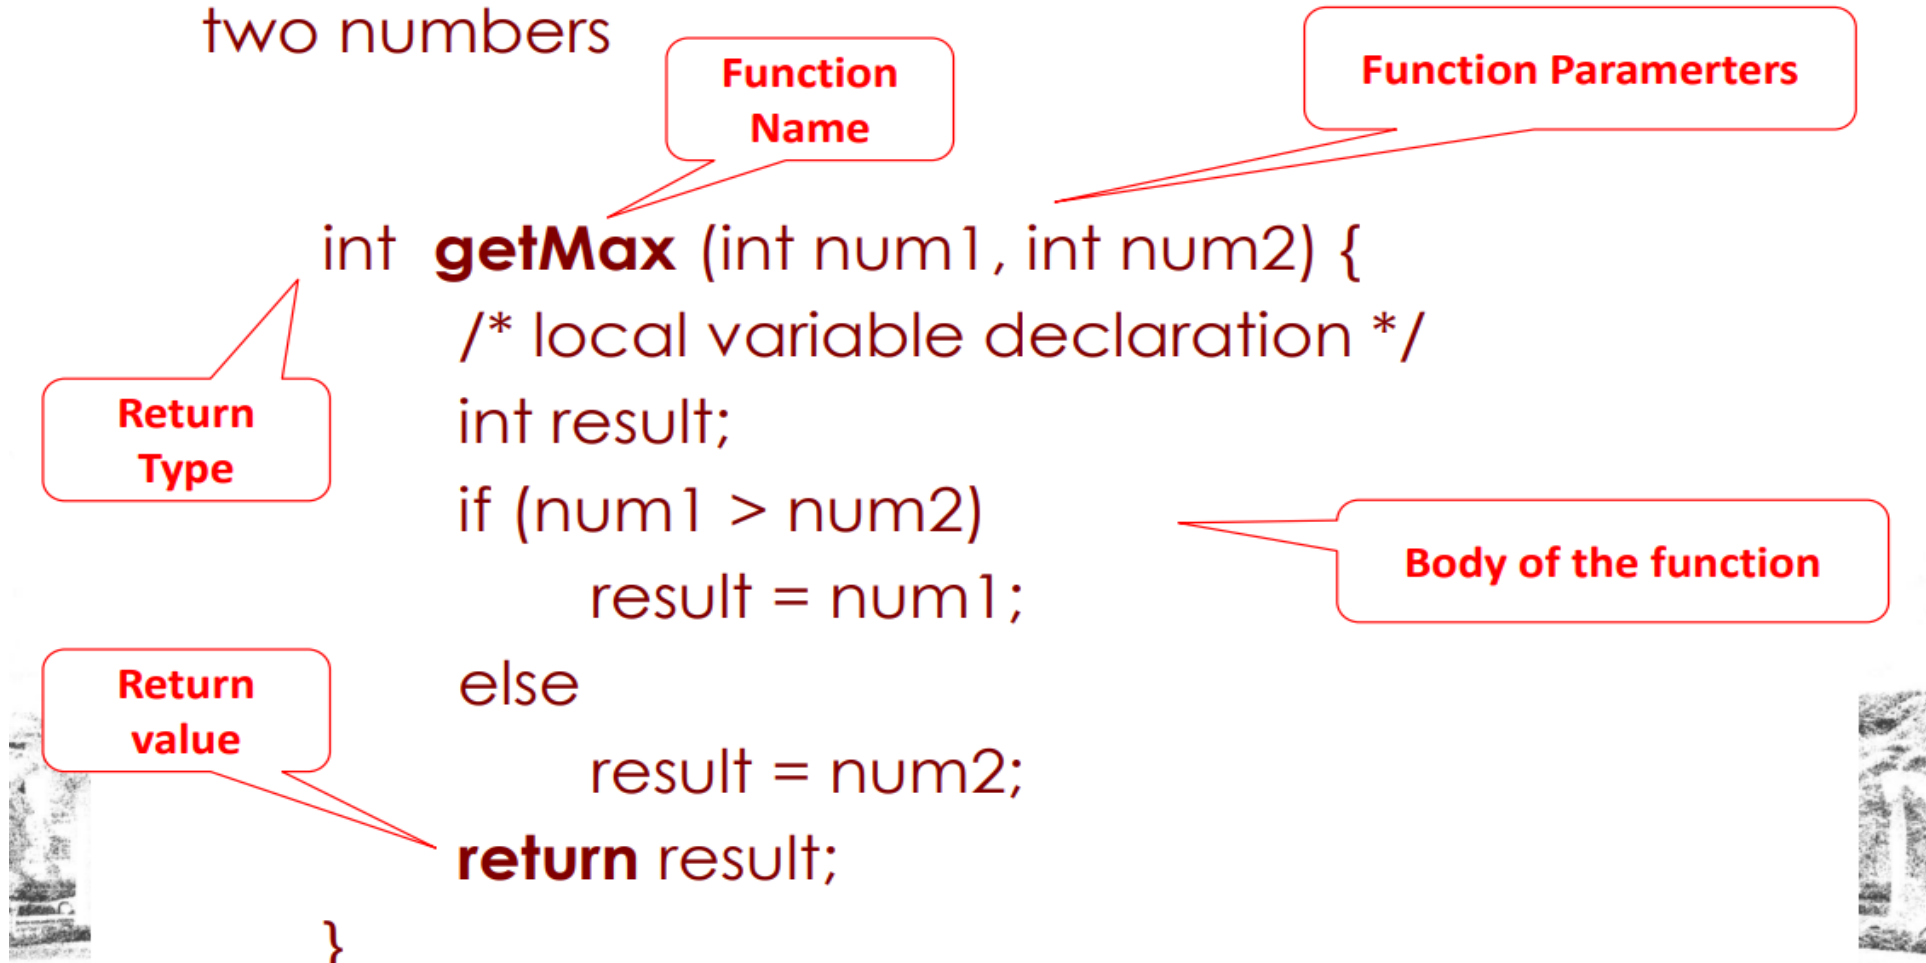 two numbers
Function
Name
Function Paramerters
int getMax (int num1, int num2) {
/* local variable declaration */
Return
Type
int result;
if (num1 > num2)
Body of the function
result = num1;
Return
value
else
result = num2;
return result;
}